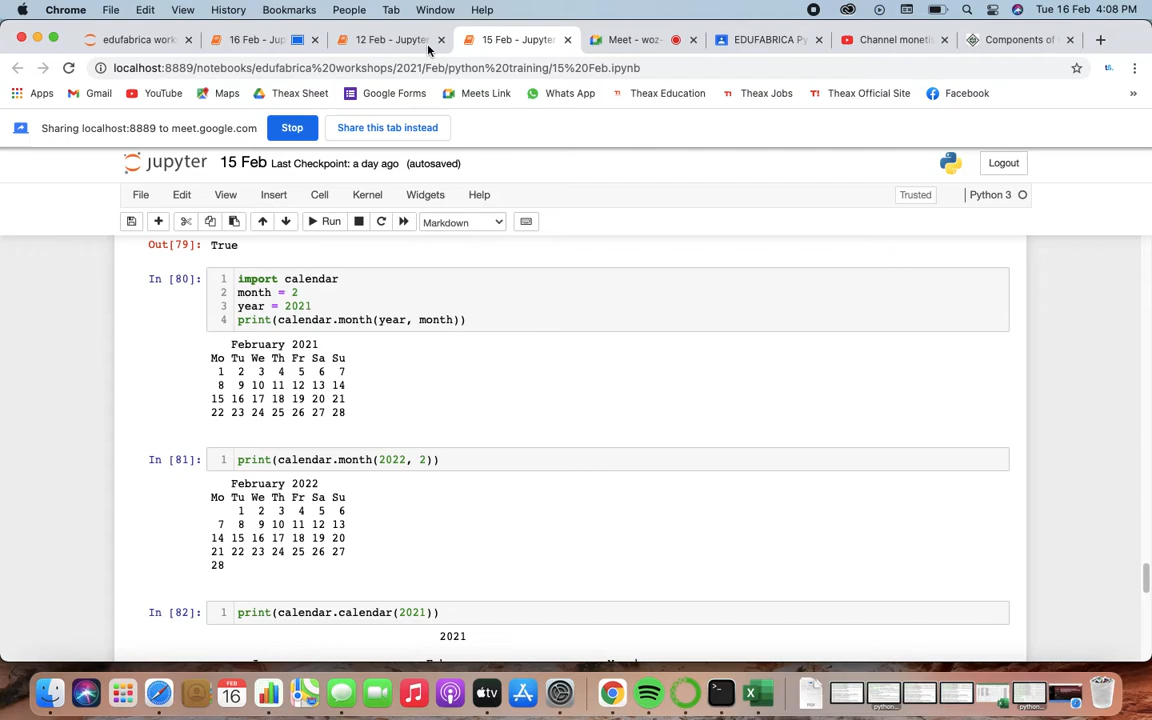 Chrome File Edit View History Bookmarks People Tab Window Help Tue 16 Feb 4:08 PM
edufabrica work 16 Feb - Jup 12 Feb - Jupyter 15 Feb - Jupyter Meet - woz- EDUFABRICA Py Channel monetis Components of
localhost:8889/notebooks/edufabrica%20workshops/2021/Feb/python%20training/15%20Feb.ipynb
Apps Gmail YouTube Maps Theax Sheet Google Forms Meets Link Whats App Theax Education Theax Jobs Theax Official Site Facebook »
Sharing localhost:8889 to meet.google.com Stop Share this tab instead
jupyter 15 Feb Last Checkpoint: a day ago (autosaved) Logout
File Edit View Insert Cell Kernel Widgets Help Trusted Python 3
Run Markdown
Out[79]: True
In [80]: 1 import calendar
2 month = 2
3 year = 2021
4 print(calendar.month(year, month))
February 2021
Mo Tu We Th Fr Sa Su
1 2 3 4 5 6 7
8 9 10 11 12 13 14
15 16 17 18 19 20 21
22 23 24 25 26 27 28
In [81]: 1 print(calendar.month(2022, 2))
February 2022
Mo Tu We Th Fr Sa Su
1 2 3 4 5 6
7 8 9 10 11 12 13
14 15 16 17 18 19 20
21 22 23 24 25 26 27
28
In [82]: 1 print(calendar.calendar(2021))
2021
FEB
16
tv